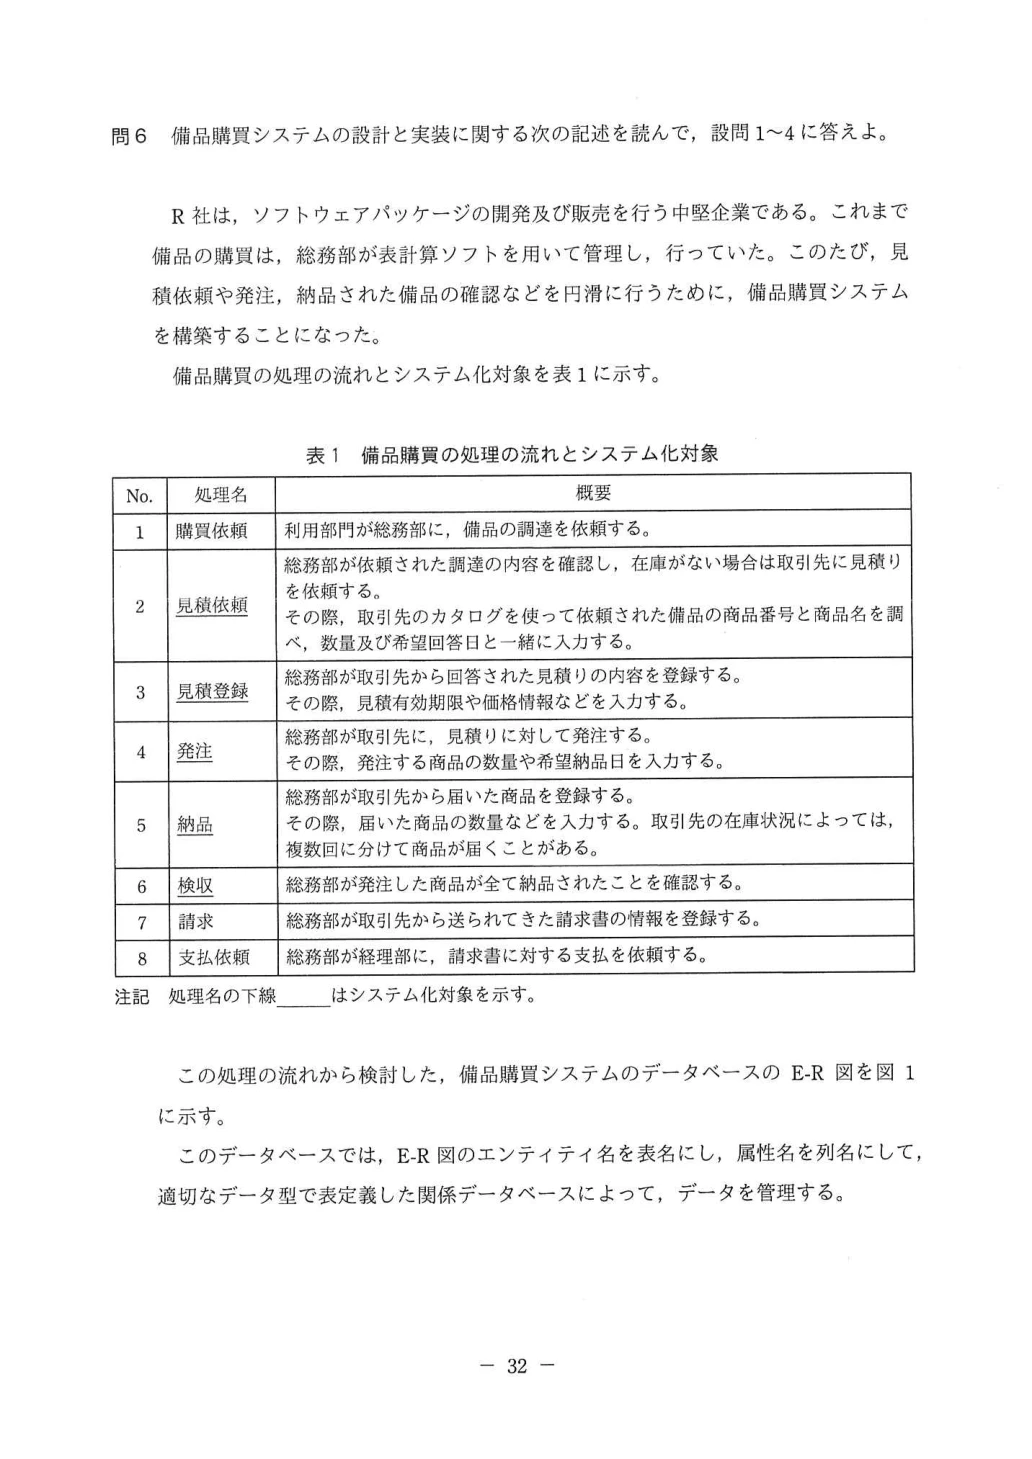 問6　備品購買システムの設計と実装に関する次の記述を読んで，設問1～4に答えよ。
R 社は，ソフトウェアパッケージの開発及び販売を行う中堅企業である。これまで
備品の購買は，総務部が表計算ソフトを用いて管理し，行っていた。このたび，見
積依頼や発注，納品された備品の確認などを円滑に行うために，備品購買システム
を構築することになった。
備品購買の処理の流れとシステム化対象を表1に示す。
表1　備品購買の処理の流れとシステム化対象
No.　処理名　概要
1　購買依頼　利用部門が総務部に，備品の調達を依頼する。
総務部が依頼された調達の内容を確認し，在庫がない場合は取引先に見積り
を依頼する。
2　見積依頼
その際，取引先のカタログを使って依頼された備品の商品番号と商品名を調
べ，数量及び希望回答日と一緒に入力する。
総務部が取引先から回答された見積りの内容を登録する。
3　見積登録
その際，見積有効期限や価格情報などを入力する。
総務部が取引先に，見積りに対して発注する。
4　発注
その際，発注する商品の数量や希望納品日を入力する。
総務部が取引先から届いた商品を登録する。
5　納品　その際，届いた商品の数量などを入力する。取引先の在庫状況によっては，
複数回に分けて商品が届くことがある。
6　検収　総務部が発注した商品が全て納品されたことを確認する。
7　請求　総務部が取引先から送られてきた請求書の情報を登録する。
8　支払依頼　総務部が経理部に，請求書に対する支払を依頼する。
注記　処理名の下線＿＿＿はシステム化対象を示す。
この処理の流れから検討した，備品購買システムのデータベースの E-R 図を図 1
に示す。
このデータベースでは，E-R 図のエンティティ名を表名にし，属性名を列名にして，
適切なデータ型で表定義した関係データベースによって，データを管理する。
－ 32 －